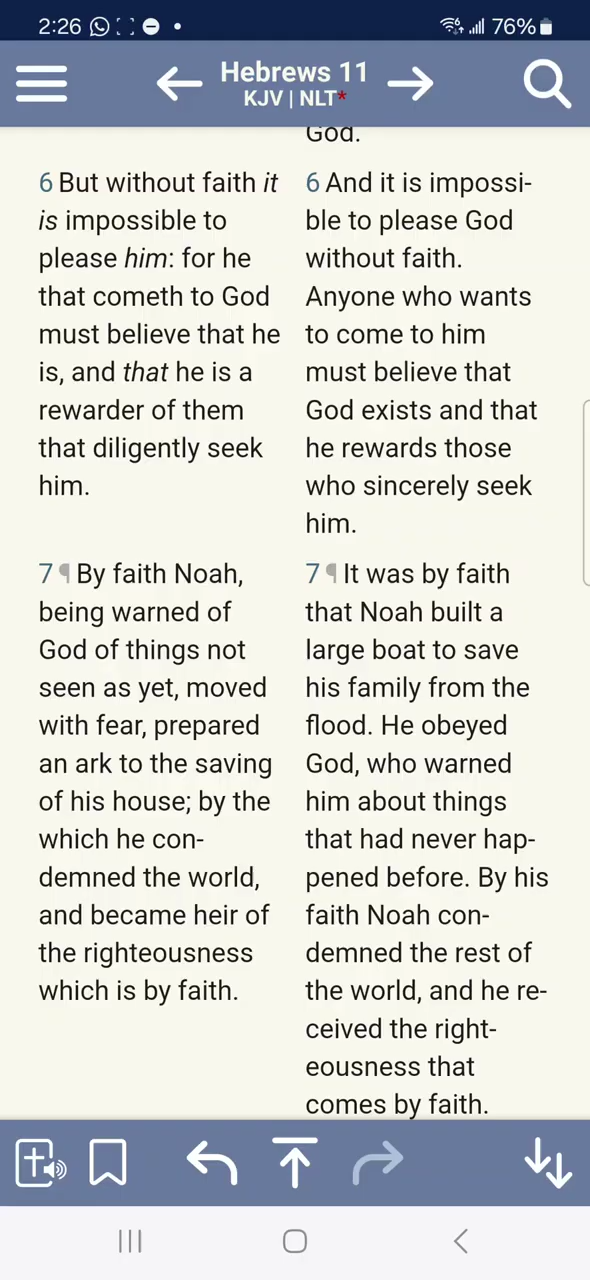 2:26
76%
Hebrews 11
KJV | NLT*
God.
6 But without faith it
is impossible to
please him: for he
that cometh to God
must believe that he
is, and that he is a
rewarder of them
that diligently seek
him.
7 ¶ By faith Noah,
being warned of
God of things not
seen as yet, moved
with fear, prepared
an ark to the saving
of his house; by the
which he con-
demned the world,
and became heir of
the righteousness
which is by faith.
6 And it is impossi-
ble to please God
without faith.
Anyone who wants
to come to him
must believe that
God exists and that
he rewards those
who sincerely seek
him.
7 ¶ It was by faith
that Noah built a
large boat to save
his family from the
flood. He obeyed
God, who warned
him about things
that had never hap-
pened before. By his
faith Noah con-
demned the rest of
the world, and he re-
ceived the right-
eousness that
comes by faith.